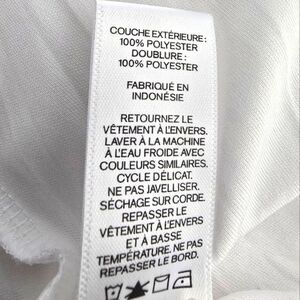 COUCHE EXTÉRIEURE:
100% POLYESTER
DOUBLURE :
100% POLYESTER
FABRIQUÉ EN
INDONÉSIE
RETOURNEZ LE
VÊTEMENT À L'ENVERS.
LAVER À LA MACHINE
À L'EAU FROIDE AVEC
COULEURS SIMILAIRES.
CYCLE DÉLICAT.
NE PAS JAVELLISER.
SÉCHAGE SUR CORDE.
REPASSER LE
VÊTEMENT À L'ENVERS
ET À BASSE
TEMPÉRATURE. NE PAS
REPASSER LE BORD.